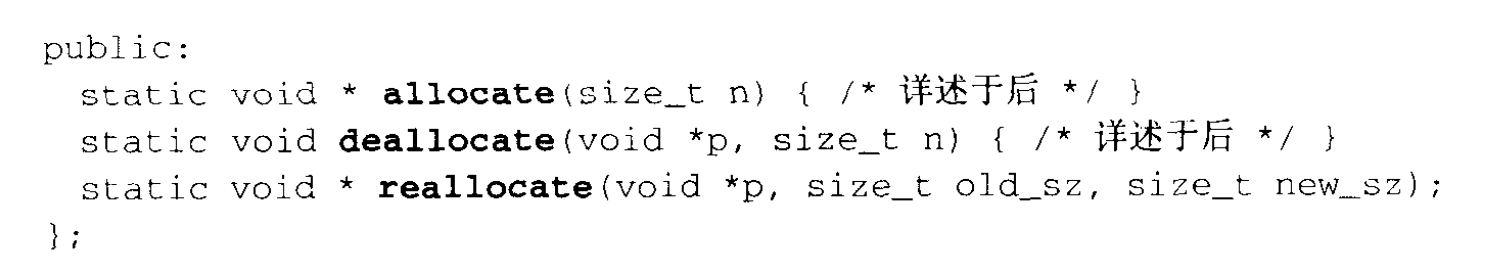 public:
  static void * allocate(size_t n) { /* 详述于后 */ }
  static void deallocate(void *p, size_t n) { /* 详述于后 */ }
  static void * reallocate(void *p, size_t old_sz, size_t new_sz);
};